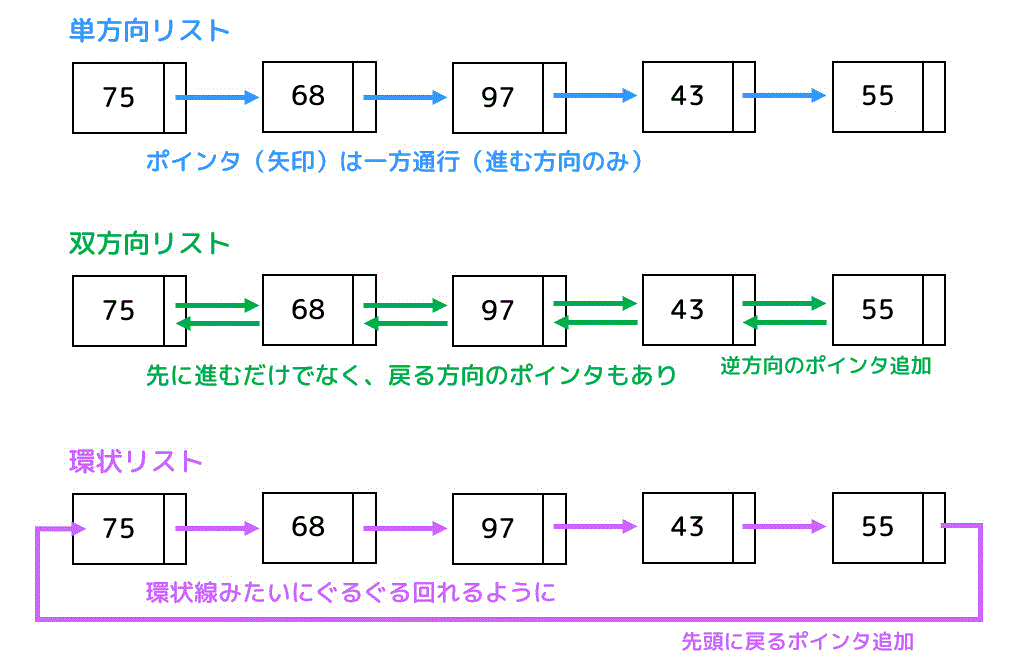 単方向リスト
75 68 97 43 55
ポインタ（矢印）は一方通行（進む方向のみ）
双方向リスト
75 68 97 43 55
先に進むだけでなく、戻る方向のポインタもあり
逆方向のポインタ追加
環状リスト
75 68 97 43 55
環状線みたいにぐるぐる回れるように
先頭に戻るポインタ追加